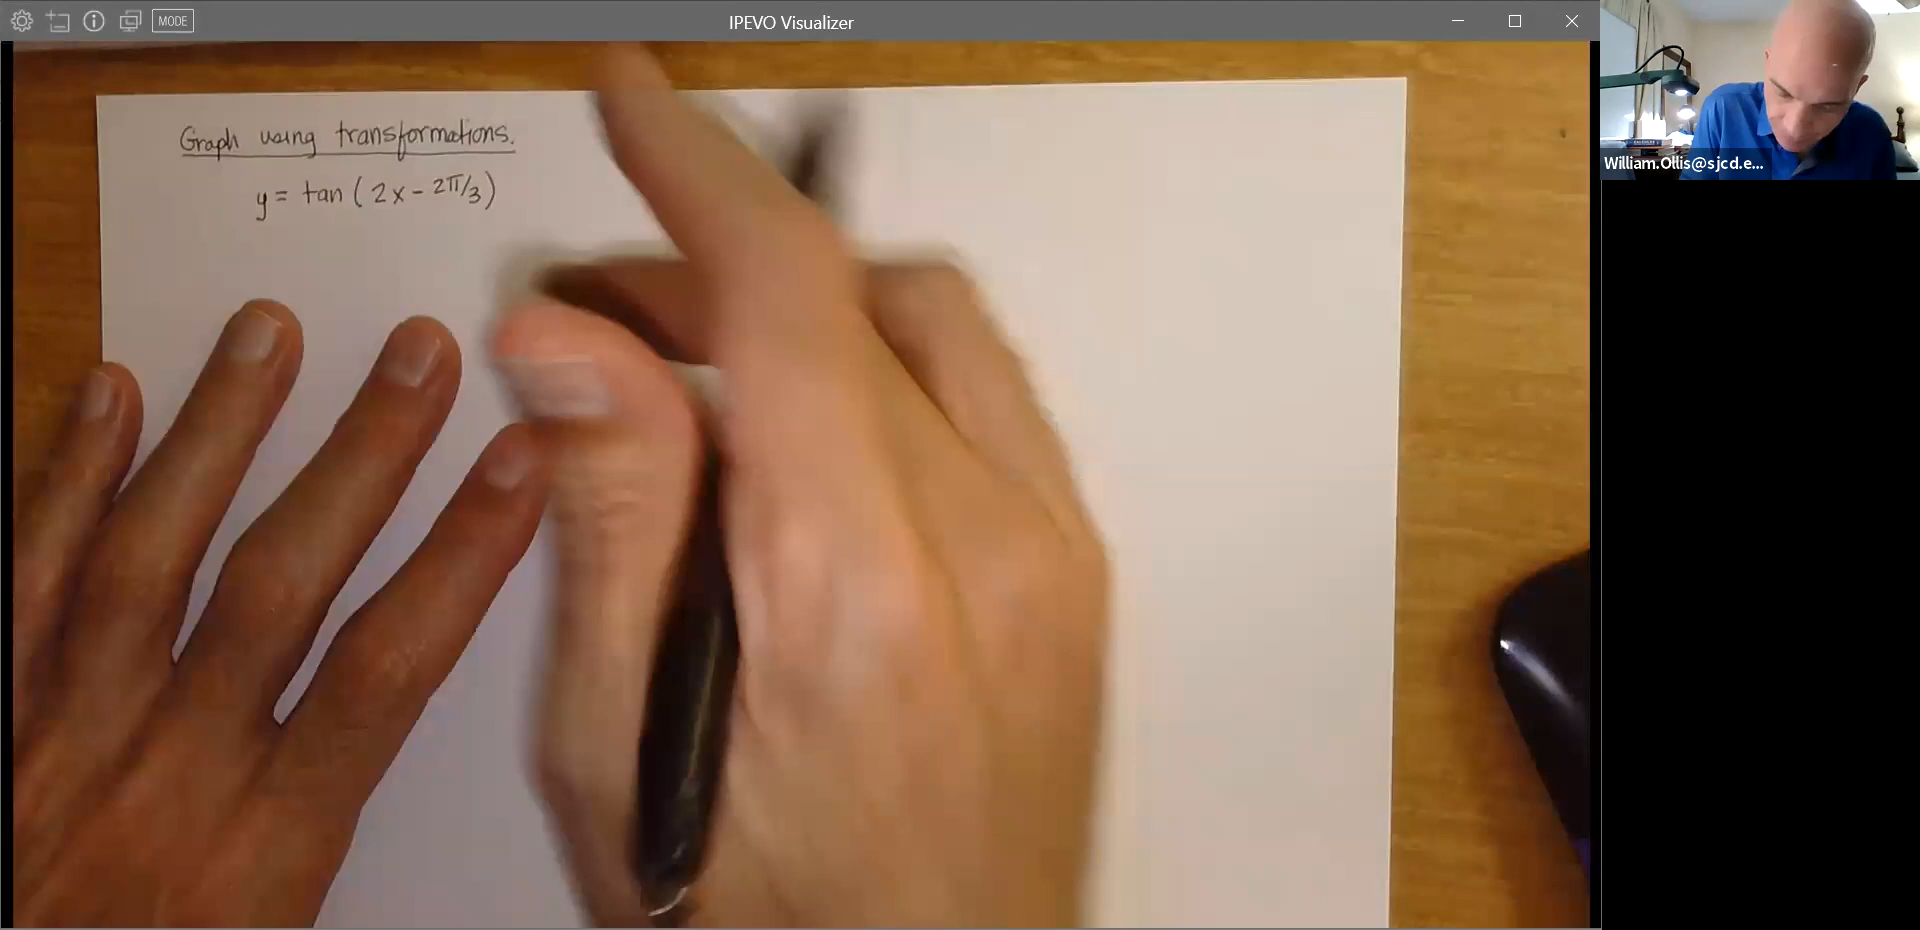 MODE
IPEVO Visualizer
Graph using transformations.
y = tan ( 2x - 2π/3)
William.Ollis@sjcd.e...